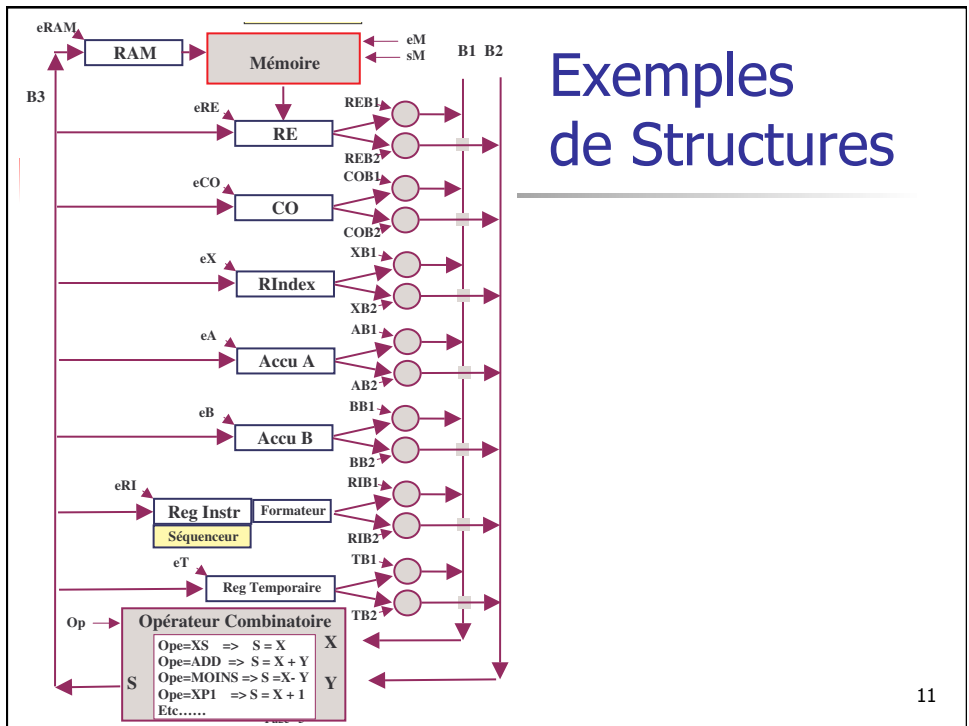 Exemples
de Structures
eRAM
RAM
Mémoire
eM
sM
B1 B2
B3
eRE
RE
REB1
REB2
eCO
CO
COB1
COB2
eX
RIndex
XB1
XB2
eA
Accu A
AB1
AB2
eB
Accu B
BB1
BB2
eRI
Reg Instr
Formateur
Séquenceur
RIB1
RIB2
eT
Reg Temporaire
TB1
TB2
Op
Opérateur Combinatoire
X
Y
S
Ope=XS => S = X
Ope=ADD => S = X + Y
Ope=MOINS => S =X- Y
Ope=XP1 => S = X + 1
Etc……
11